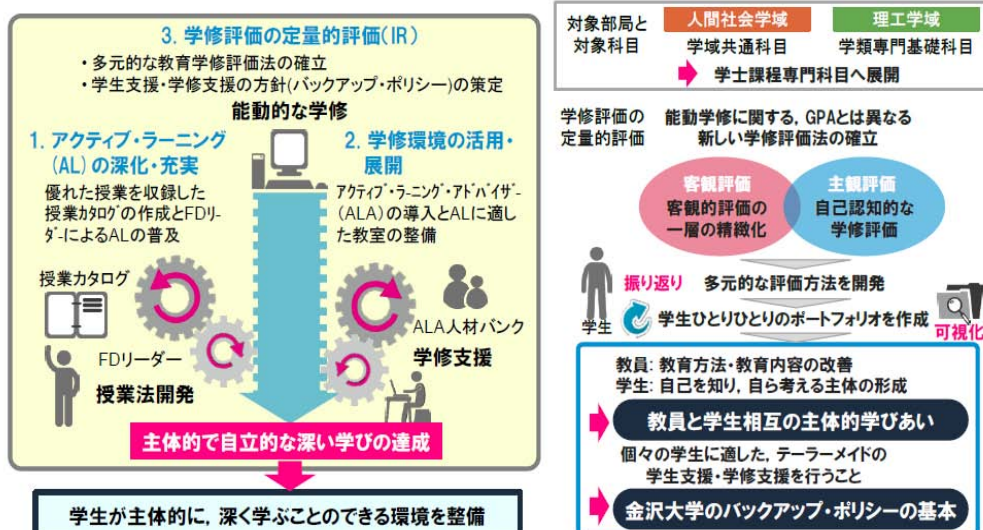 3. 学修評価の定量的評価(IR)
・多元的な教育学修評価法の確立
・学生支援・学修支援の方針(バックアップ・ポリシー)の策定
能動的な学修
1. アクティブ・ラーニング
(AL)の深化・充実
優れた授業を収録した
授業カタログの作成とFDリー
ダーによるALの普及
授業カタログ
FDリーダー
授業法開発
2. 学修環境の活用・
展開
アクティブ・ラーニング・アドバイザー
(ALA)の導入とALに適し
た教室の整備
ALA人材バンク
学修支援
主体的で自立的な深い学びの達成
学生が主体的に, 深く学ぶことのできる環境を整備
対象部局と
対象科目
人間社会学域
学域共通科目
理工学域
学類専門基礎科目
学士課程専門科目へ展開
学修評価の
定量的評価
能動学修に関する, GPAとは異なる
新しい学修評価法の確立
客観評価
客観的評価の
一層の精緻化
主観評価
自己認知的な
学修評価
振り返り
多元的な評価方法を開発
学生
学生ひとりひとりのポートフォリオを作成
可視化
教員: 教育方法・教育内容の改善
学生: 自己を知り, 自ら考える主体の形成
教員と学生相互の主体的学びあい
個々の学生に適した, テーラーメイドの
学生支援・学修支援を行うこと
金沢大学のバックアップ・ポリシーの基本